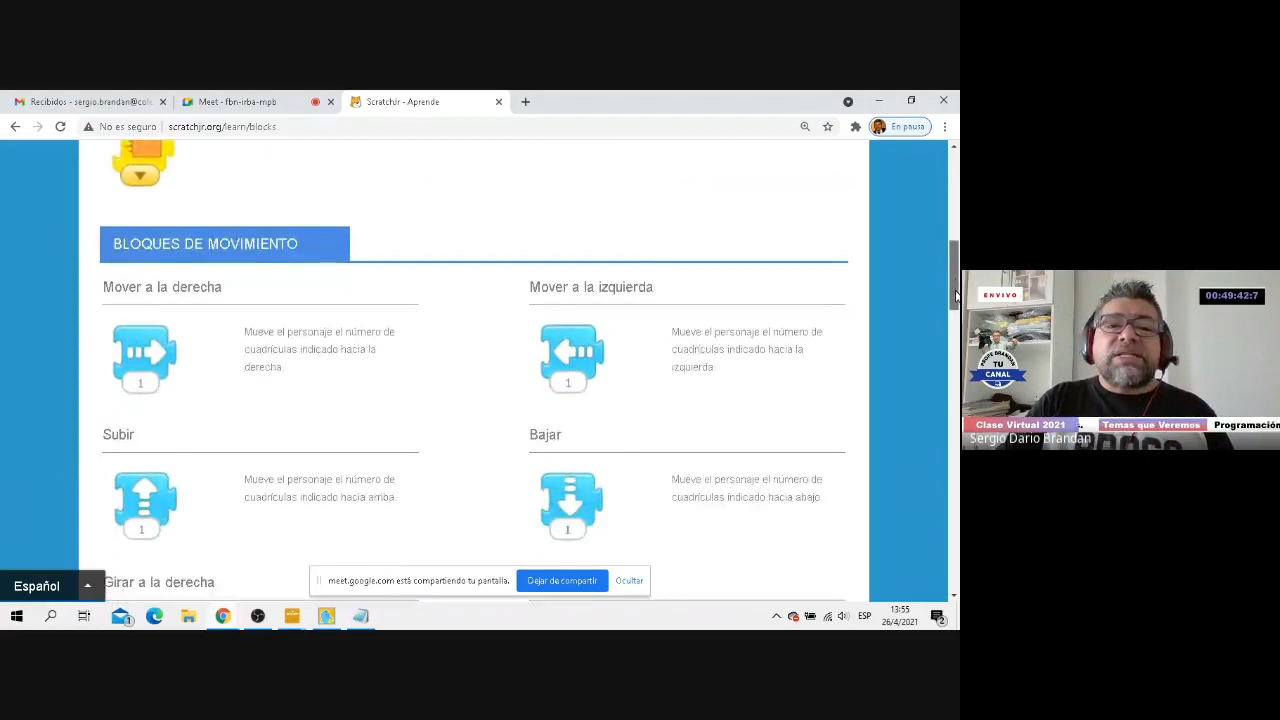 Recibidos - sergio.brandan@cole
Meet - fbn-irba-mpb
ScratchJr - Aprende
No es seguro
scratchjr.org/learn/blocks
En pausa
BLOQUES DE MOVIMIENTO
Mover a la derecha
Mover a la izquierda
Mueve el personaje el número de
cuadrículas indicado hacia la
derecha.
1
Mueve el personaje el número de
cuadrículas indicado hacia la
izquierda.
1
Subir
Bajar
Mueve el personaje el número de
cuadrículas indicado hacia arriba.
1
Mueve el personaje el número de
cuadrículas indicado hacia abajo.
1
Girar a la derecha
Español
meet.google.com está compartiendo tu pantalla.
Dejar de compartir
Ocultar
ESP
13:55
26/4/2021
2
1
ENVIVO
00:49:42:7
PROFE BRANDAN
TU
CANAL
Clase Virtual 2021
Temas que Veremos
Programación
Sergio Dario Brandan